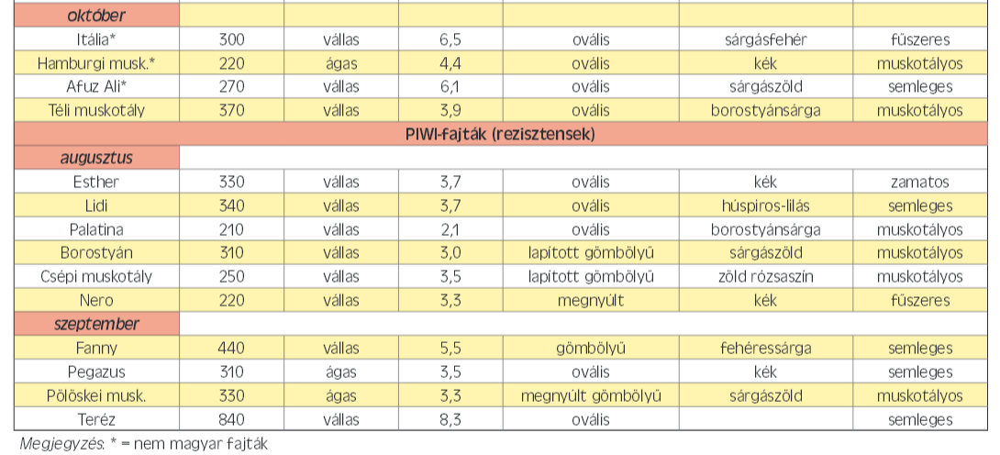 október
Itália* 300 vállas 6,5 ovális sárgásfehér fűszeres
Hamburgi musk.* 220 ágas 4,4 ovális kék muskotályos
Afuz Ali* 270 vállas 6,1 ovális sárgászöld semleges
Téli muskotály 370 vállas 3,9 ovális borostyánsárga muskotályos
PIWI-fajták (rezisztensek)
augusztus
Esther 330 vállas 3,7 ovális kék zamatos
Lidi 340 vállas 3,7 ovális húspiros-lilás semleges
Palatina 210 vállas 2,1 ovális borostyánsárga muskotályos
Borostyán 310 vállas 3,0 lapított gömbölyű sárgászöld muskotályos
Csépi muskotály 250 vállas 3,5 lapított gömbölyű zöld rózsaszín muskotályos
Nero 220 vállas 3,3 megnyúlt kék fűszeres
szeptember
Fanny 440 vállas 5,5 gömbölyű fehéressárga semleges
Pegazus 310 ágas 3,5 ovális kék semleges
Pölöskei musk. 330 ágas 3,3 megnyúlt gömbölyű sárgászöld muskotályos
Teréz 840 vállas 8,3 ovális semleges
Megjegyzés: * = nem magyar fajták